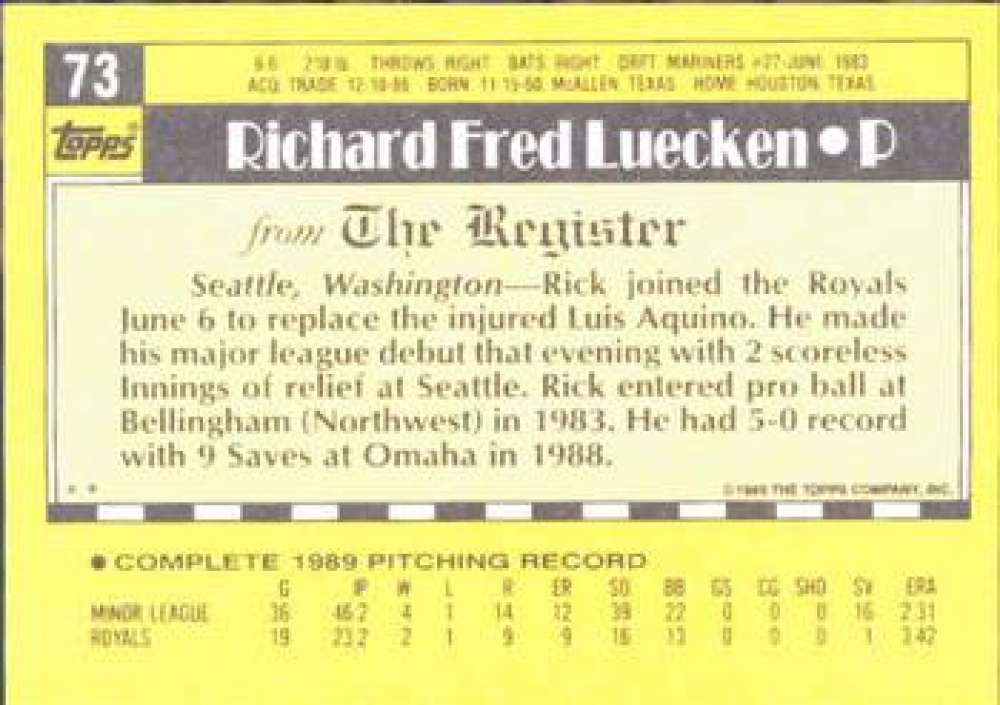 73
6'6" 210 lb. THROWS: RIGHT BATS: RIGHT DRFT: MARINERS #27-JUNE, 1983
ACQ: TRADE, 12-10-86 BORN: 11-15-60, McALLEN, TEXAS HOME: HOUSTON, TEXAS
topps®
Richard Fred Luecken • P
from The Register
Seattle, Washington—Rick joined the Royals
June 6 to replace the injured Luis Aquino. He made
his major league debut that evening with 2 scoreless
Innings of relief at Seattle. Rick entered pro ball at
Bellingham (Northwest) in 1983. He had 5-0 record
with 9 Saves at Omaha in 1988.
* *
© THE TOPPS COMPANY, INC.
• COMPLETE 1989 PITCHING RECORD
G IP W L R ER SO BB GS CG SHO SV ERA
MINOR LEAGUE 36 46.2 4 1 14 12 39 22 0 0 0 16 2.31
ROYALS 19 23.2 2 1 9 9 16 13 0 0 0 1 3.42